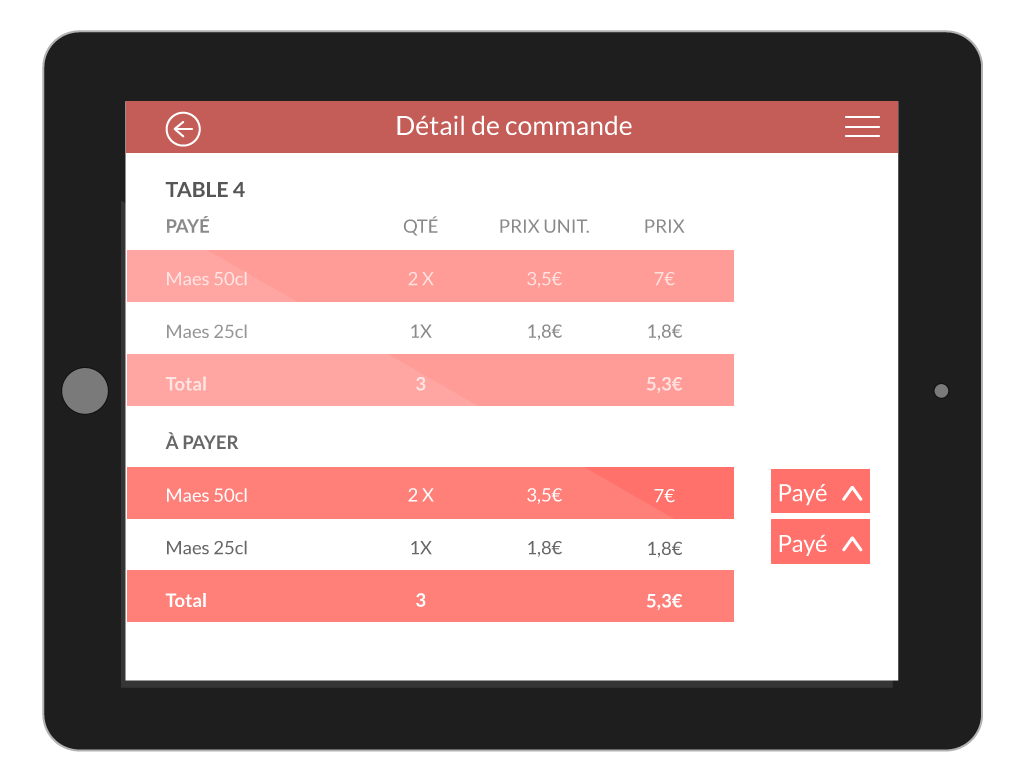 Détail de commande
TABLE 4
PAYÉ QTÉ PRIX UNIT. PRIX
Maes 50cl 2 X 3,5€ 7€
Maes 25cl 1X 1,8€ 1,8€
Total 3 5,3€
À PAYER
Maes 50cl 2 X 3,5€ 7€ Payé
Maes 25cl 1X 1,8€ 1,8€ Payé
Total 3 5,3€